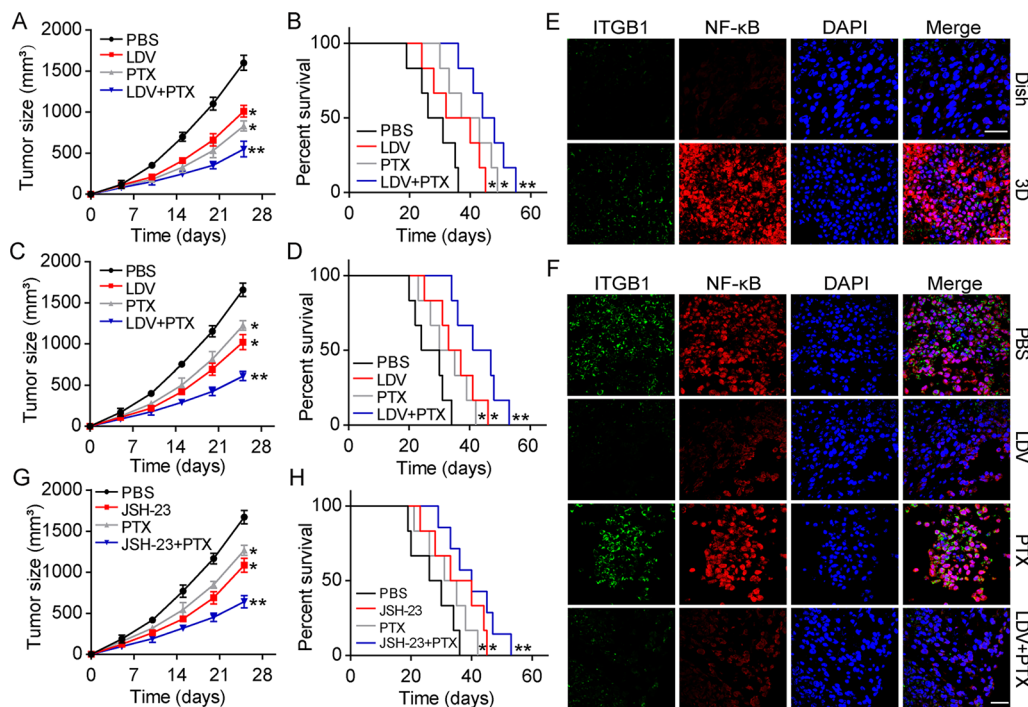 A
Tumor size (mm³)
2000
1500
1000
500
0
PBS
LDV
PTX
LDV+PTX
*
*
**
0 7 14 21 28
Time (days)
B
Percent survival
100
50
0
PBS
LDV
PTX
LDV+PTX
* * **
0 20 40 60
Time (days)
C
Tumor size (mm³)
2000
1500
1000
500
0
PBS
LDV
PTX
LDV+PTX
*
*
**
0 7 14 21 28
Time (days)
D
Percent survival
100
50
0
PBS
LDV
PTX
LDV+PTX
* * **
0 20 40 60
Time (days)
E
ITGB1 NF-κB DAPI Merge
Dish
3D
F
ITGB1 NF-κB DAPI Merge
PBS
LDV
PTX
LDV+PTX
G
Tumor size (mm³)
2000
1500
1000
500
0
PBS
JSH-23
PTX
JSH-23+PTX
*
*
**
0 7 14 21 28
Time (days)
H
Percent survival
100
50
0
PBS
JSH-23
PTX
JSH-23+PTX
* * **
0 20 40 60
Time (days)